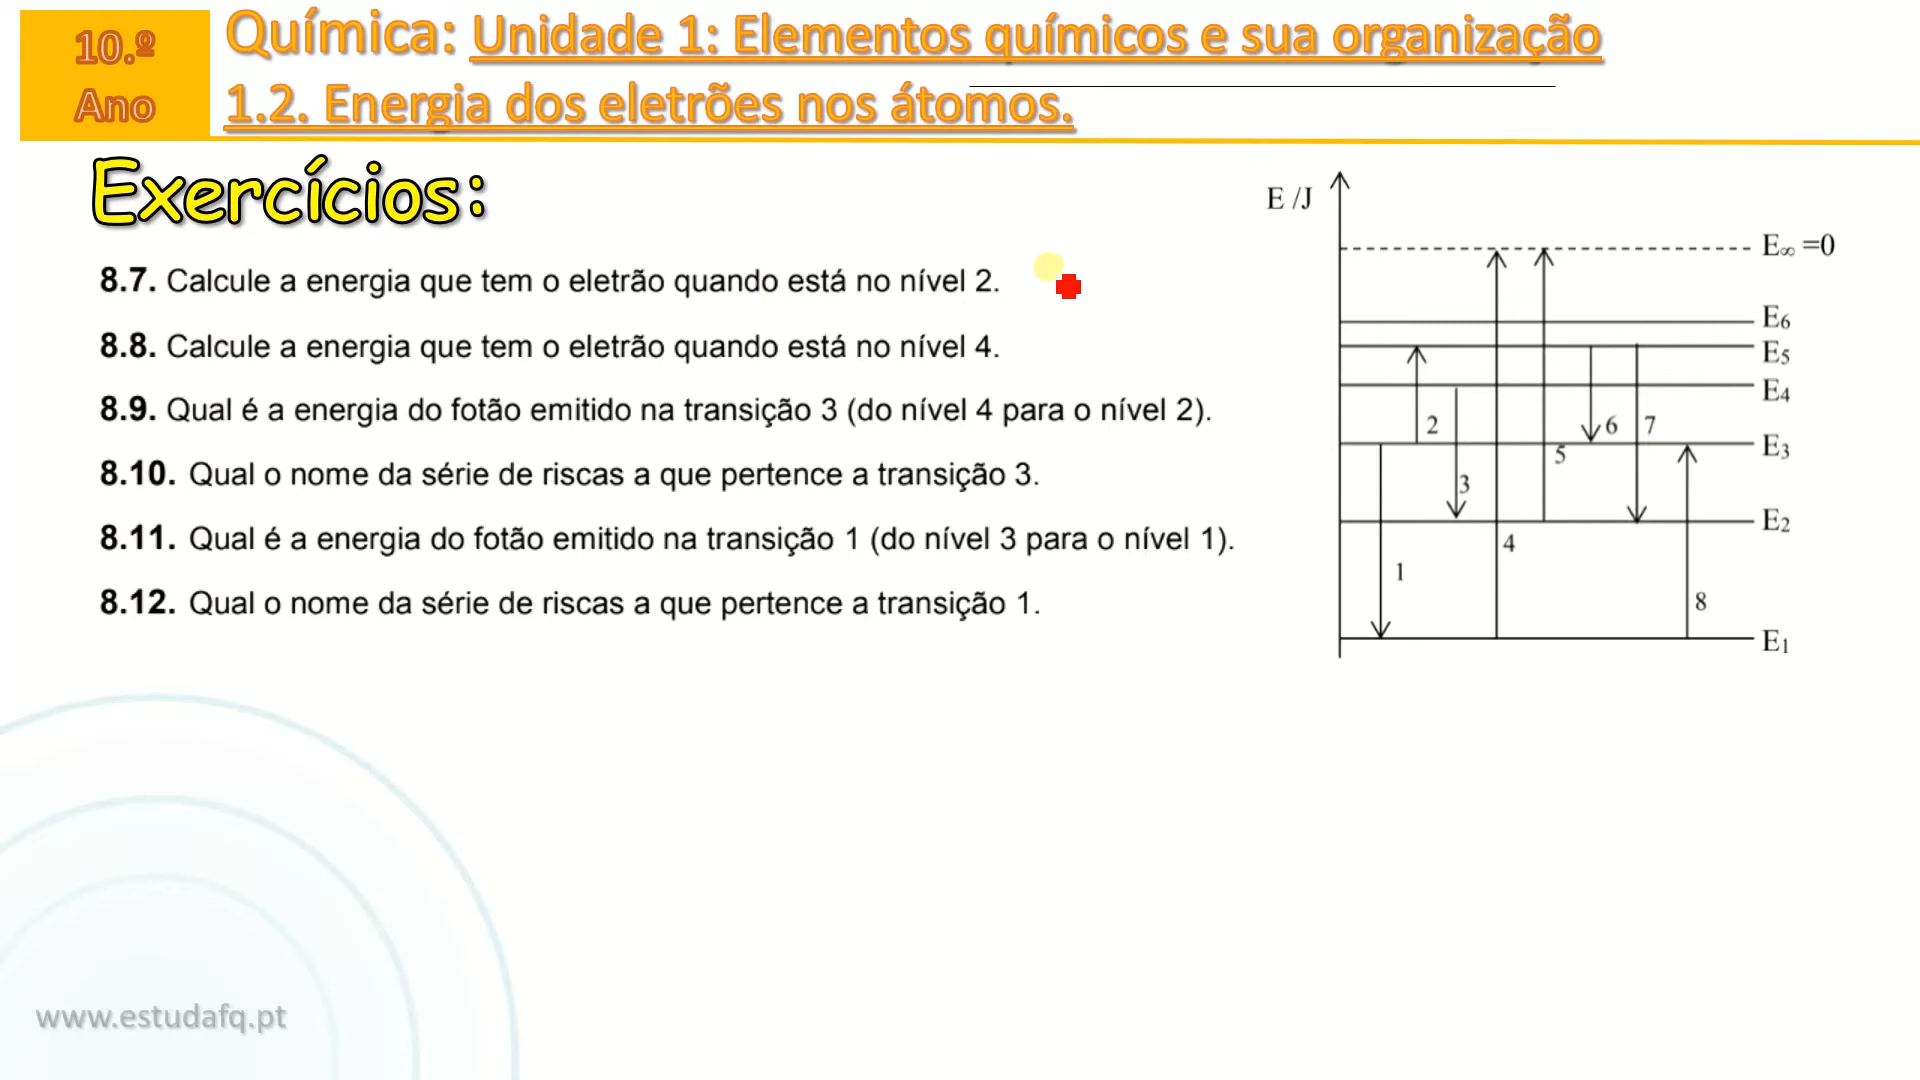 10.º
Ano
Química: Unidade 1: Elementos químicos e sua organização
1.2. Energia dos eletrões nos átomos.
Exercícios:
8.7. Calcule a energia que tem o eletrão quando está no nível 2.
8.8. Calcule a energia que tem o eletrão quando está no nível 4.
8.9. Qual é a energia do fotão emitido na transição 3 (do nível 4 para o nível 2).
8.10. Qual o nome da série de riscas a que pertence a transição 3.
8.11. Qual é a energia do fotão emitido na transição 1 (do nível 3 para o nível 1).
8.12. Qual o nome da série de riscas a que pertence a transição 1.
E /J
E∞ =0
E6
E5
E4
2
6
7
E3
5
3
E2
4
1
8
E1
www.estudafq.pt